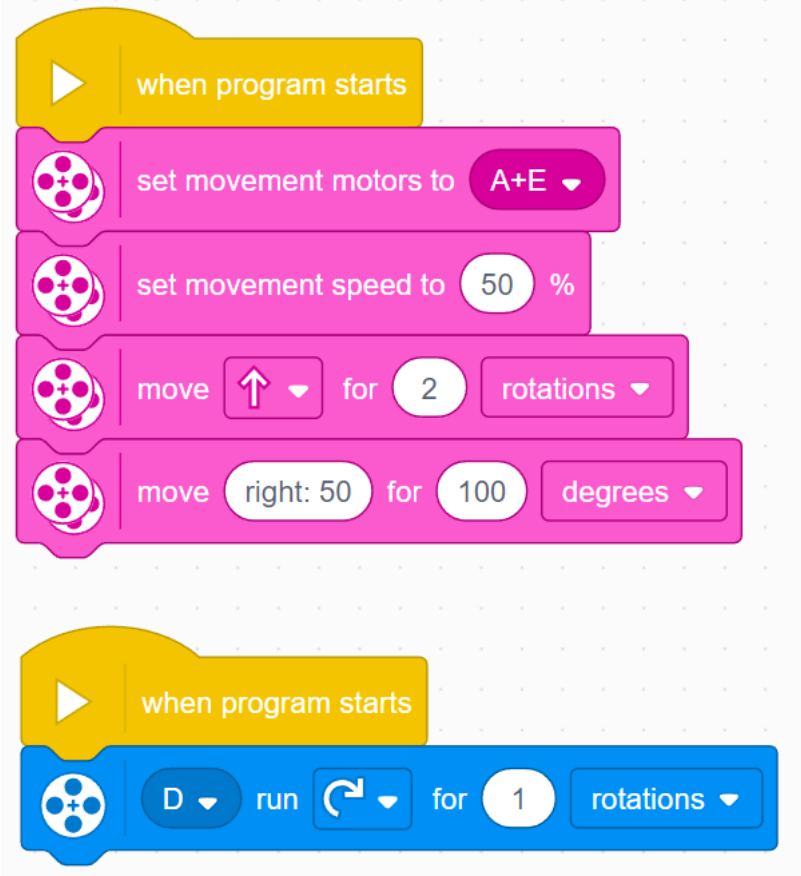 when program starts
set movement motors to A+E
set movement speed to 50 %
move for 2 rotations
move right: 50 for 100 degrees
when program starts
D run for 1 rotations